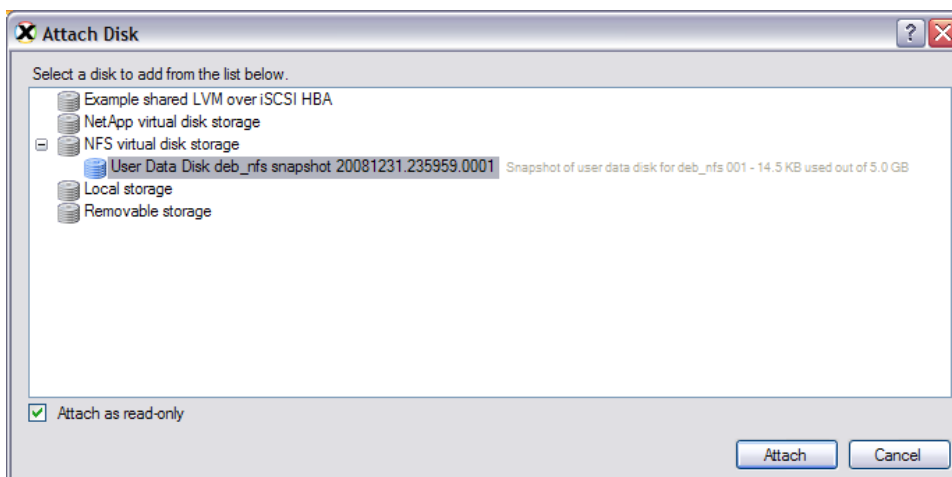 Attach Disk
Select a disk to add from the list below.
Example shared LVM over iSCSI HBA
NetApp virtual disk storage
NFS virtual disk storage
User Data Disk deb_nfs snapshot 20081231.235959.0001 Snapshot of user data disk for deb_nfs 001 - 14.5 KB used out of 5.0 GB
Local storage
Removable storage
Attach as read-only
Attach Cancel